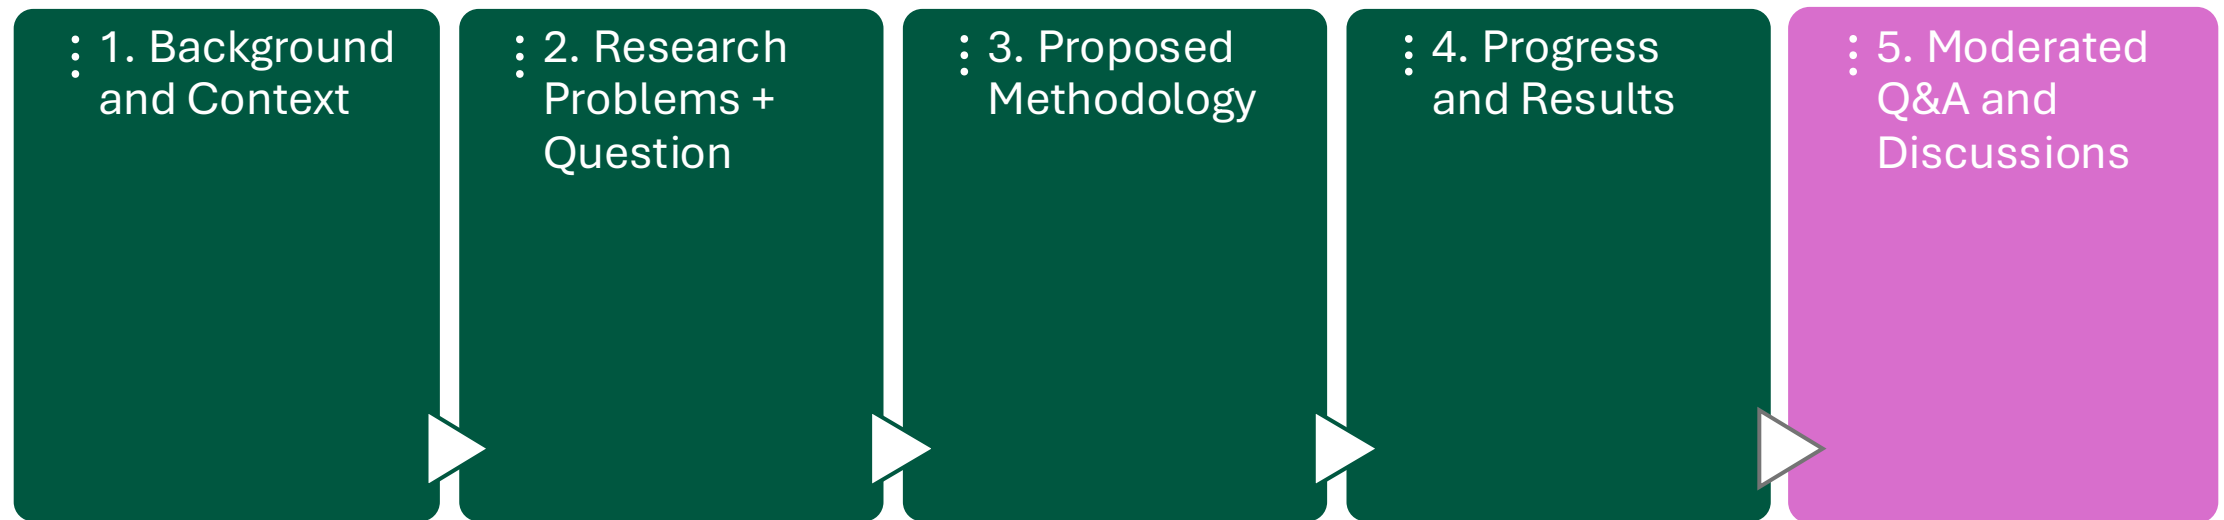 1. Background
and Context
2. Research
Problems +
Question
3. Proposed
Methodology
4. Progress
and Results
5. Moderated
Q&A and
Discussions